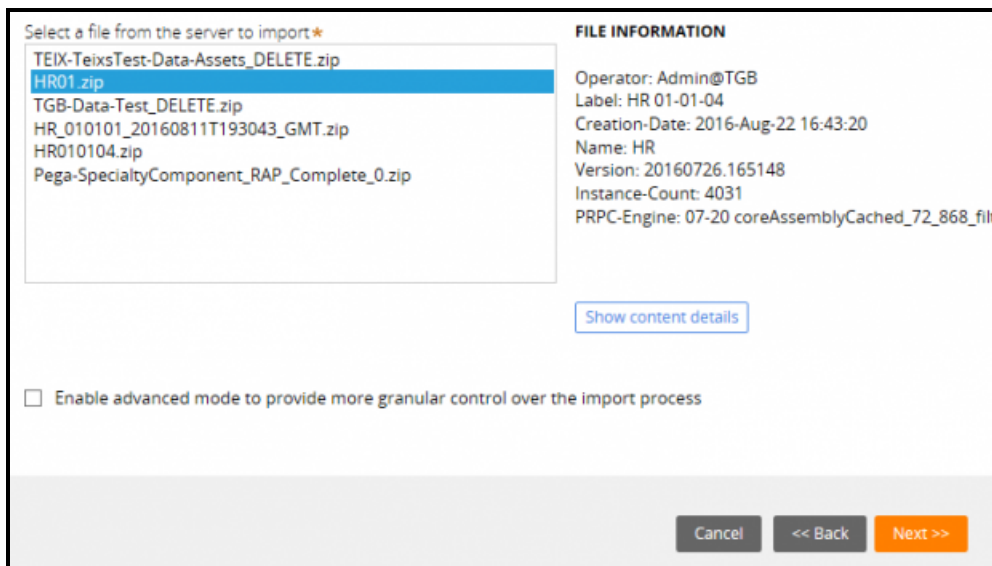 Select a file from the server to import*
TEIX-TeixsTest-Data-Assets_DELETE.zip
HR01.zip
TGB-Data-Test_DELETE.zip
HR_010101_20160811T193043_GMT.zip
HR010104.zip
Pega-SpecialtyComponent_RAP_Complete_0.zip
FILE INFORMATION
Operator: Admin@TGB
Label: HR 01-01-04
Creation-Date: 2016-Aug-22 16:43:20
Name: HR
Version: 20160726.165148
Instance-Count: 4031
PRPC-Engine: 07-20 coreAssemblyCached_72_868_filt
Show content details
Enable advanced mode to provide more granular control over the import process
Cancel
<< Back
Next >>